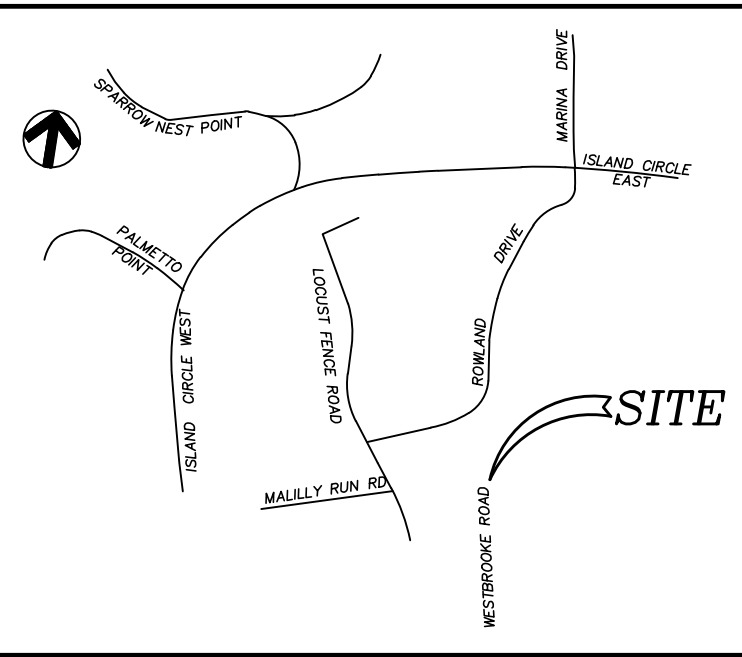 SPARROW NEST POINT
MARINA DRIVE
ISLAND CIRCLE
EAST
PALMETTO
POINT
DRIVE
ROWLAND
LOCUST FENCE ROAD
ISLAND CIRCLE WEST
SITE
MALILLY RUN RD
WESTBROOKE ROAD